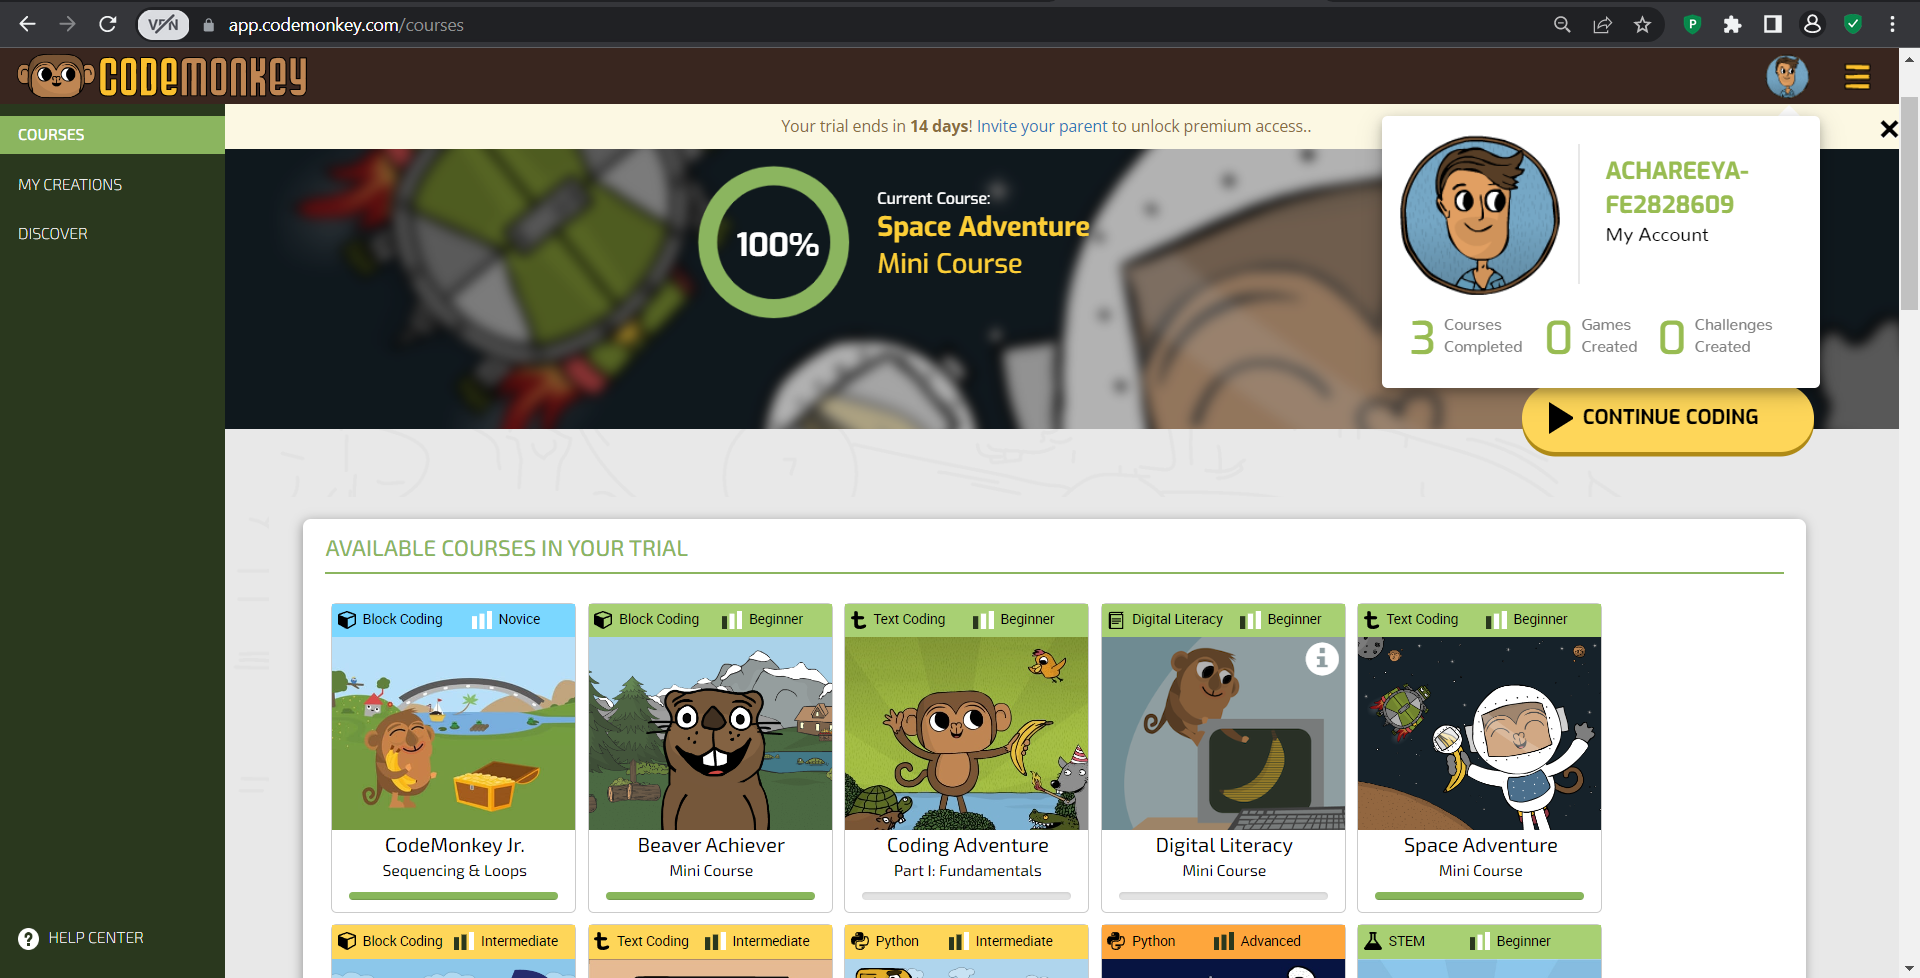 VPN
app.codemonkey.com/courses
CODEMONKEY
COURSES
MY CREATIONS
DISCOVER
HELP CENTER
Your trial ends in 14 days! Invite your parent to unlock premium access..
100%
Current Course:
Space Adventure
Mini Course
ACHAREEYA-
FE2828609
My Account
3 Courses Completed
0 Games Created
0 Challenges Created
CONTINUE CODING
AVAILABLE COURSES IN YOUR TRIAL
Block Coding Novice
CodeMonkey Jr.
Sequencing & Loops
Block Coding Beginner
Beaver Achiever
Mini Course
Text Coding Beginner
Coding Adventure
Part I: Fundamentals
Digital Literacy Beginner
Digital Literacy
Mini Course
Text Coding Beginner
Space Adventure
Mini Course
Block Coding Intermediate
Text Coding Intermediate
Python Intermediate
Python Advanced
STEM Beginner